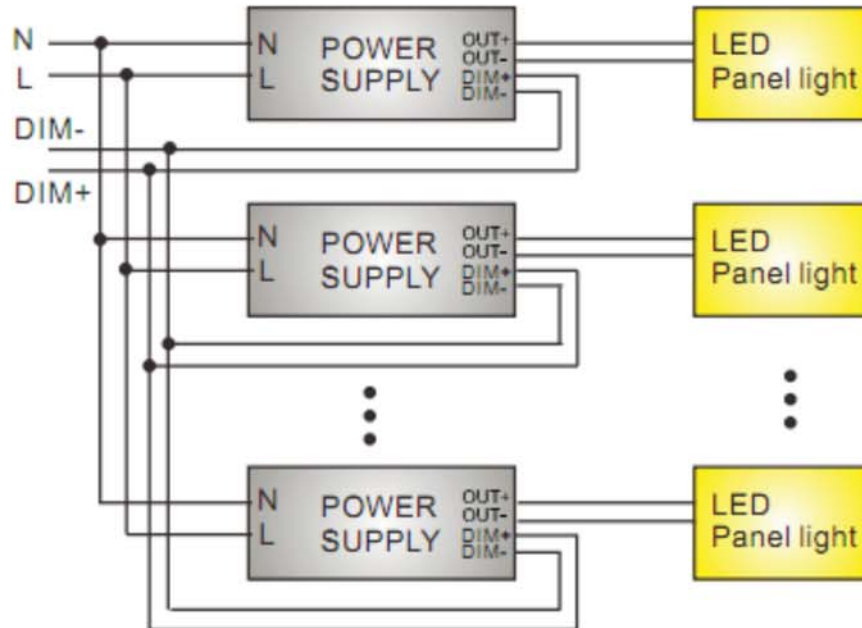 N
L
DIM-
DIM+
N
L
POWER
SUPPLY
OUT+
OUT-
DIM+
DIM-
LED
Panel light
N
L
POWER
SUPPLY
OUT+
OUT-
DIM+
DIM-
LED
Panel light
N
L
POWER
SUPPLY
OUT+
OUT-
DIM+
DIM-
LED
Panel light